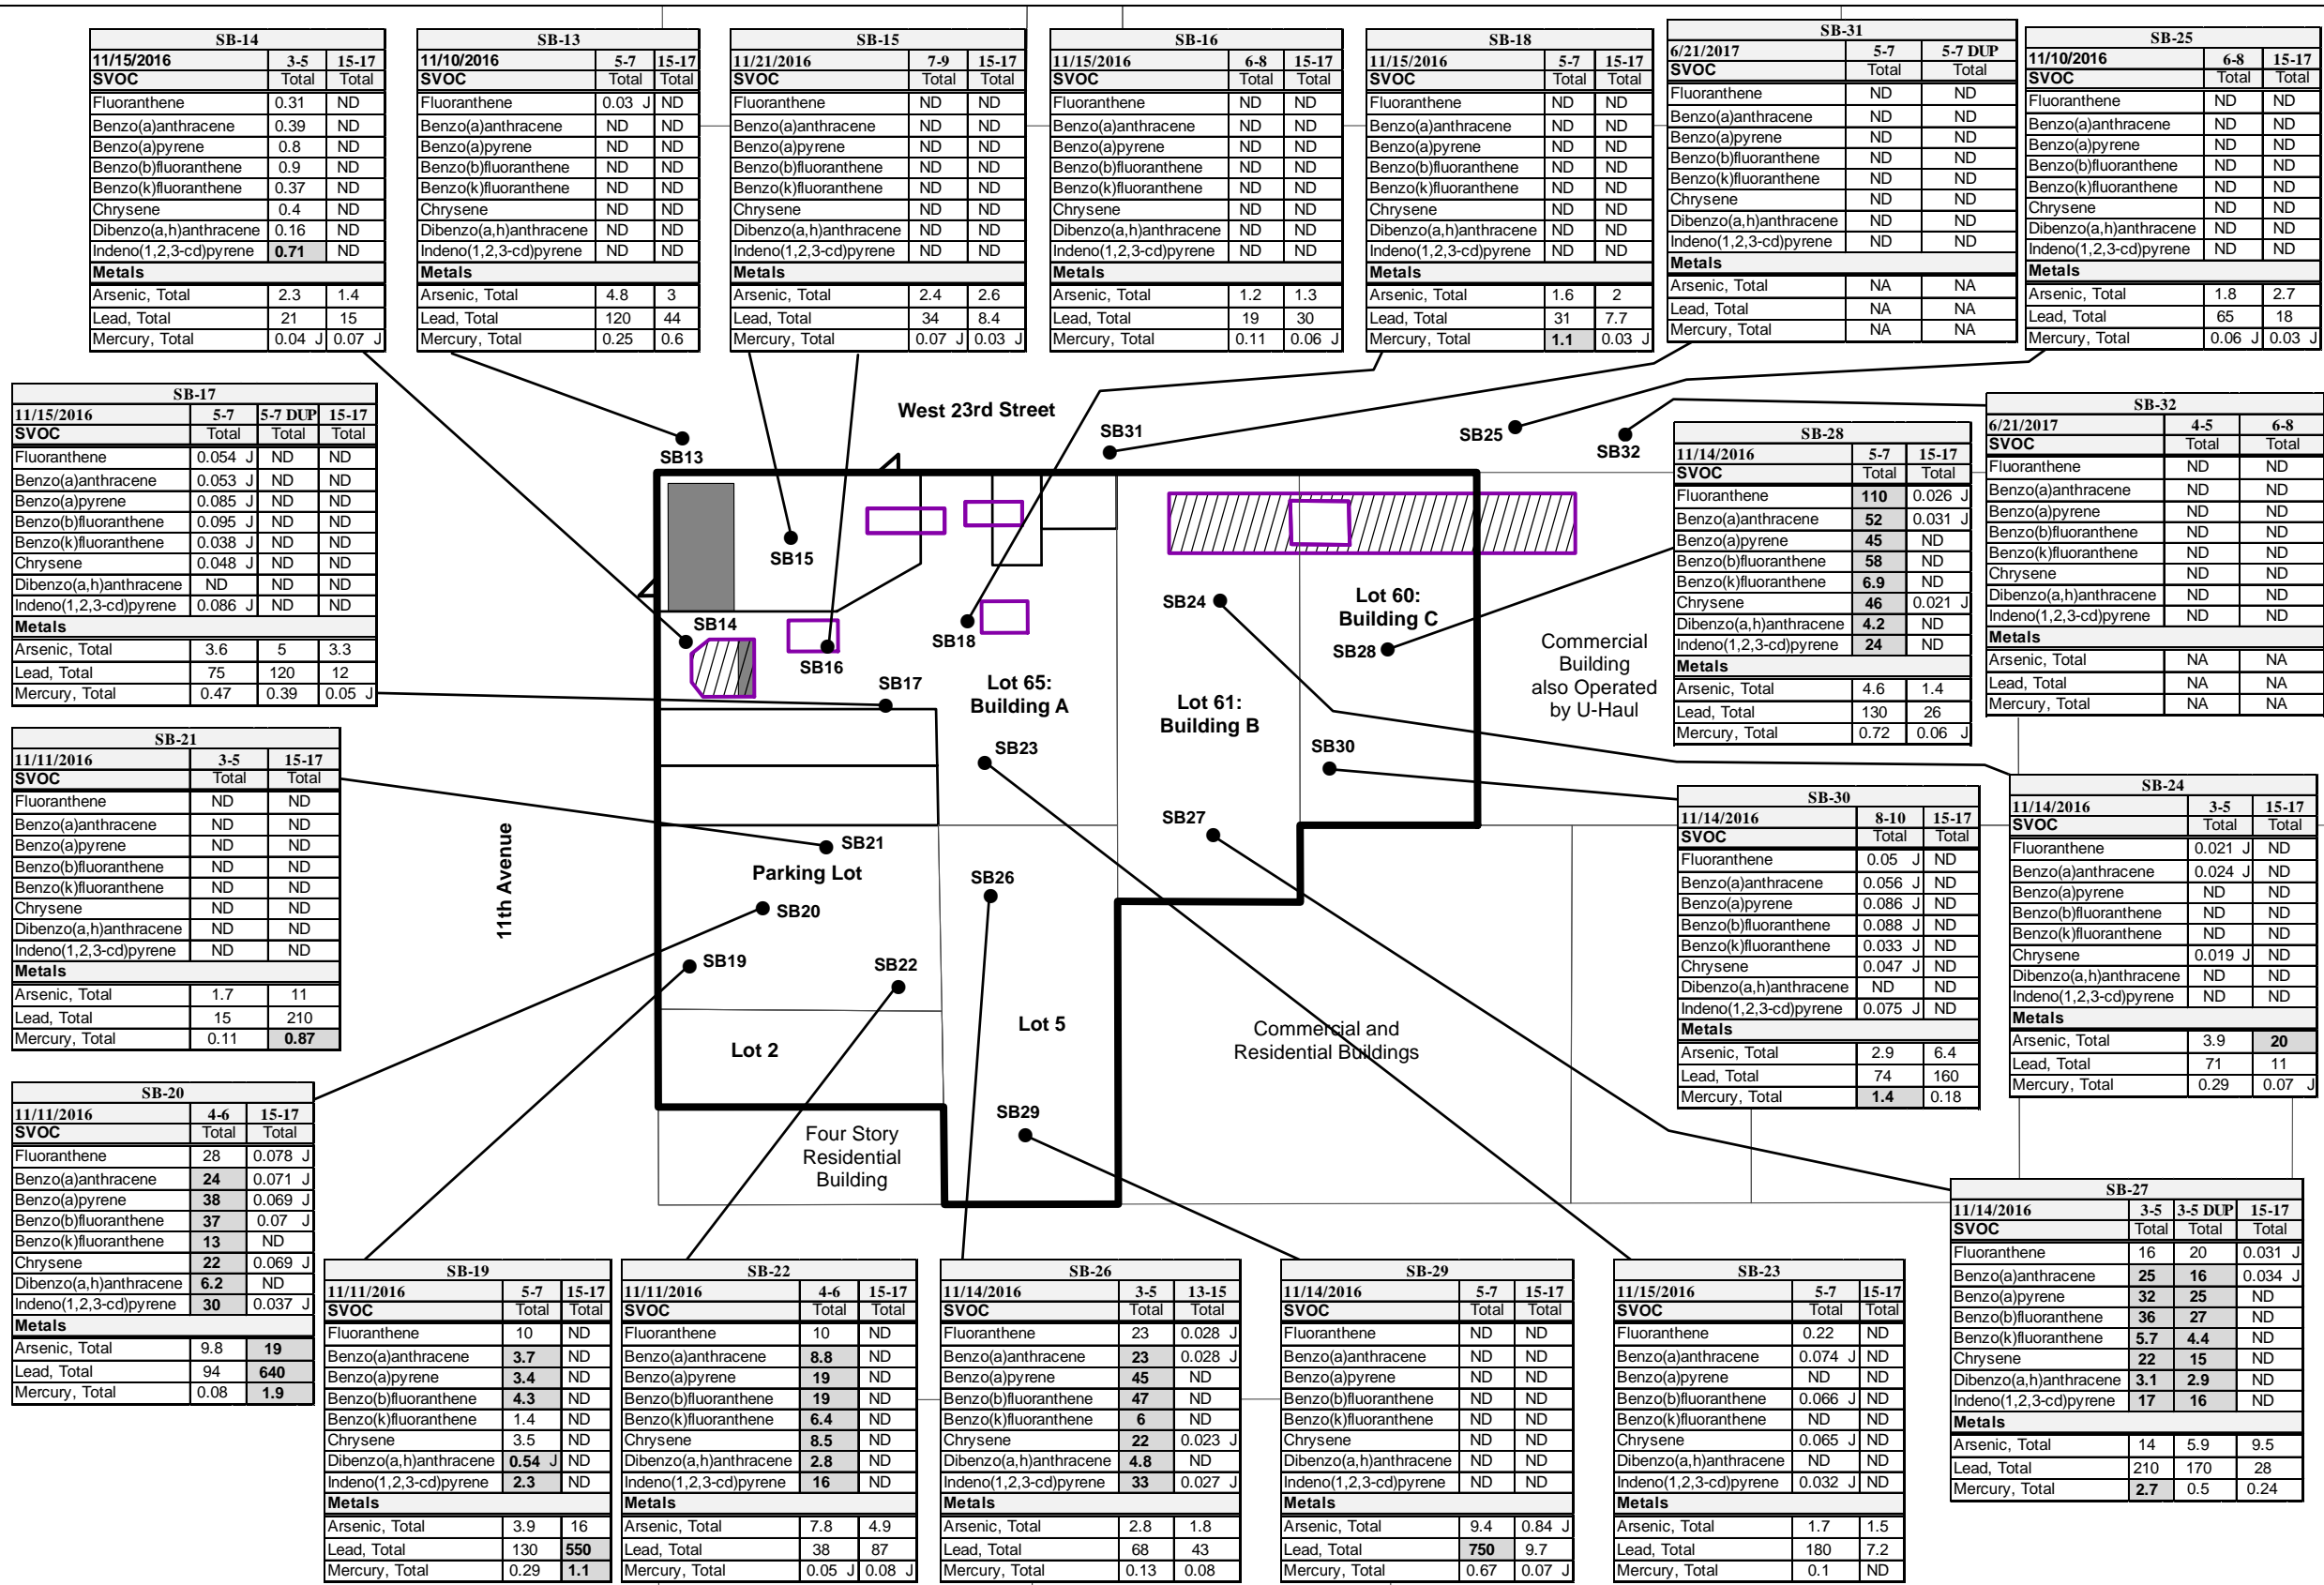 SB-14
11/15/2016 3-5 15-17
SVOC Total Total
Fluoranthene 0.31 ND
Benzo(a)anthracene 0.39 ND
Benzo(a)pyrene 0.8 ND
Benzo(b)fluoranthene 0.9 ND
Benzo(k)fluoranthene 0.37 ND
Chrysene 0.4 ND
Dibenzo(a,h)anthracene 0.16 ND
Indeno(1,2,3-cd)pyrene 0.71 ND
Metals
Arsenic, Total 2.3 1.4
Lead, Total 21 15
Mercury, Total 0.04 J 0.07 J
SB-13
11/10/2016 5-7 15-17
SVOC Total Total
Fluoranthene 0.03 J ND
Benzo(a)anthracene ND ND
Benzo(a)pyrene ND ND
Benzo(b)fluoranthene ND ND
Benzo(k)fluoranthene ND ND
Chrysene ND ND
Dibenzo(a,h)anthracene ND ND
Indeno(1,2,3-cd)pyrene ND ND
Metals
Arsenic, Total 4.8 3
Lead, Total 120 44
Mercury, Total 0.25 0.6
SB-15
11/21/2016 7-9 15-17
SVOC Total Total
Fluoranthene ND ND
Benzo(a)anthracene ND ND
Benzo(a)pyrene ND ND
Benzo(b)fluoranthene ND ND
Benzo(k)fluoranthene ND ND
Chrysene ND ND
Dibenzo(a,h)anthracene ND ND
Indeno(1,2,3-cd)pyrene ND ND
Metals
Arsenic, Total 2.4 2.6
Lead, Total 34 8.4
Mercury, Total 0.07 J 0.03 J
SB-16
11/15/2016 6-8 15-17
SVOC Total Total
Fluoranthene ND ND
Benzo(a)anthracene ND ND
Benzo(a)pyrene ND ND
Benzo(b)fluoranthene ND ND
Benzo(k)fluoranthene ND ND
Chrysene ND ND
Dibenzo(a,h)anthracene ND ND
Indeno(1,2,3-cd)pyrene ND ND
Metals
Arsenic, Total 1.2 1.3
Lead, Total 19 30
Mercury, Total 0.11 0.06 J
SB-18
11/15/2016 5-7 15-17
SVOC Total Total
Fluoranthene ND ND
Benzo(a)anthracene ND ND
Benzo(a)pyrene ND ND
Benzo(b)fluoranthene ND ND
Benzo(k)fluoranthene ND ND
Chrysene ND ND
Dibenzo(a,h)anthracene ND ND
Indeno(1,2,3-cd)pyrene ND ND
Metals
Arsenic, Total 1.6 2
Lead, Total 31 7.7
Mercury, Total 1.1 0.03 J
SB-31
6/21/2017 5-7 5-7 DUP
SVOC Total Total
Fluoranthene ND ND
Benzo(a)anthracene ND ND
Benzo(a)pyrene ND ND
Benzo(b)fluoranthene ND ND
Benzo(k)fluoranthene ND ND
Chrysene ND ND
Dibenzo(a,h)anthracene ND ND
Indeno(1,2,3-cd)pyrene ND ND
Metals
Arsenic, Total NA NA
Lead, Total NA NA
Mercury, Total NA NA
SB-25
11/10/2016 6-8 15-17
SVOC Total Total
Fluoranthene ND ND
Benzo(a)anthracene ND ND
Benzo(a)pyrene ND ND
Benzo(b)fluoranthene ND ND
Benzo(k)fluoranthene ND ND
Chrysene ND ND
Dibenzo(a,h)anthracene ND ND
Indeno(1,2,3-cd)pyrene ND ND
Metals
Arsenic, Total 1.8 2.7
Lead, Total 65 18
Mercury, Total 0.06 J 0.03 J
SB-17
11/15/2016 5-7 5-7 DUP 15-17
SVOC Total Total Total
Fluoranthene 0.054 J ND ND
Benzo(a)anthracene 0.053 J ND ND
Benzo(a)pyrene 0.085 J ND ND
Benzo(b)fluoranthene 0.095 J ND ND
Benzo(k)fluoranthene 0.038 J ND ND
Chrysene 0.048 J ND ND
Dibenzo(a,h)anthracene ND ND ND
Indeno(1,2,3-cd)pyrene 0.086 J ND ND
Metals
Arsenic, Total 3.6 5 3.3
Lead, Total 75 120 12
Mercury, Total 0.47 0.39 0.05 J
West 23rd Street
SB13
SB31
SB25
SB32
SB15
SB14
SB16
SB18
SB17
SB24
SB28
Lot 60:
Building C
Lot 65:
Building A
Lot 61:
Building B
Commercial
Building
also Operated
by U-Haul
SB23
SB30
SB27
SB21
Parking Lot
SB26
SB20
SB19
SB22
11th Avenue
Lot 5
Lot 2
Commercial and
Residential Buildings
SB29
Four Story
Residential
Building
SB-28
11/14/2016 5-7 15-17
SVOC Total Total
Fluoranthene 110 0.026 J
Benzo(a)anthracene 52 0.031 J
Benzo(a)pyrene 45 ND
Benzo(b)fluoranthene 58 ND
Benzo(k)fluoranthene 6.9 ND
Chrysene 46 0.021 J
Dibenzo(a,h)anthracene 4.2 ND
Indeno(1,2,3-cd)pyrene 24 ND
Metals
Arsenic, Total 4.6 1.4
Lead, Total 130 26
Mercury, Total 0.72 0.06 J
SB-32
6/21/2017 4-5 6-8
SVOC Total Total
Fluoranthene ND ND
Benzo(a)anthracene ND ND
Benzo(a)pyrene ND ND
Benzo(b)fluoranthene ND ND
Benzo(k)fluoranthene ND ND
Chrysene ND ND
Dibenzo(a,h)anthracene ND ND
Indeno(1,2,3-cd)pyrene ND ND
Metals
Arsenic, Total NA NA
Lead, Total NA NA
Mercury, Total NA NA
SB-21
11/11/2016 3-5 15-17
SVOC Total Total
Fluoranthene ND ND
Benzo(a)anthracene ND ND
Benzo(a)pyrene ND ND
Benzo(b)fluoranthene ND ND
Benzo(k)fluoranthene ND ND
Chrysene ND ND
Dibenzo(a,h)anthracene ND ND
Indeno(1,2,3-cd)pyrene ND ND
Metals
Arsenic, Total 1.7 11
Lead, Total 15 210
Mercury, Total 0.11 0.87
SB-30
11/14/2016 8-10 15-17
SVOC Total Total
Fluoranthene 0.05 J ND
Benzo(a)anthracene 0.056 J ND
Benzo(a)pyrene 0.086 J ND
Benzo(b)fluoranthene 0.088 J ND
Benzo(k)fluoranthene 0.033 J ND
Chrysene 0.047 J ND
Dibenzo(a,h)anthracene ND ND
Indeno(1,2,3-cd)pyrene 0.075 J ND
Metals
Arsenic, Total 2.9 6.4
Lead, Total 74 160
Mercury, Total 1.4 0.18
SB-24
11/14/2016 3-5 15-17
SVOC Total Total
Fluoranthene 0.021 J ND
Benzo(a)anthracene 0.024 J ND
Benzo(a)pyrene ND ND
Benzo(b)fluoranthene ND ND
Benzo(k)fluoranthene ND ND
Chrysene 0.019 J ND
Dibenzo(a,h)anthracene ND ND
Indeno(1,2,3-cd)pyrene ND ND
Metals
Arsenic, Total 3.9 20
Lead, Total 71 11
Mercury, Total 0.29 0.07 J
SB-20
11/11/2016 4-6 15-17
SVOC Total Total
Fluoranthene 28 0.078 J
Benzo(a)anthracene 24 0.071 J
Benzo(a)pyrene 38 0.069 J
Benzo(b)fluoranthene 37 0.07 J
Benzo(k)fluoranthene 13 ND
Chrysene 22 0.069 J
Dibenzo(a,h)anthracene 6.2 ND
Indeno(1,2,3-cd)pyrene 30 0.037 J
Metals
Arsenic, Total 9.8 19
Lead, Total 94 640
Mercury, Total 0.08 1.9
SB-19
11/11/2016 5-7 15-17
SVOC Total Total
Fluoranthene 10 ND
Benzo(a)anthracene 3.7 ND
Benzo(a)pyrene 3.4 ND
Benzo(b)fluoranthene 4.3 ND
Benzo(k)fluoranthene 1.4 ND
Chrysene 3.5 ND
Dibenzo(a,h)anthracene 0.54 J ND
Indeno(1,2,3-cd)pyrene 2.3 ND
Metals
Arsenic, Total 3.9 16
Lead, Total 130 550
Mercury, Total 0.29 1.1
SB-22
11/11/2016 4-6 15-17
SVOC Total Total
Fluoranthene 10 ND
Benzo(a)anthracene 8.8 ND
Benzo(a)pyrene 19 ND
Benzo(b)fluoranthene 19 ND
Benzo(k)fluoranthene 6.4 ND
Chrysene 8.5 ND
Dibenzo(a,h)anthracene 2.8 ND
Indeno(1,2,3-cd)pyrene 16 ND
Metals
Arsenic, Total 7.8 4.9
Lead, Total 38 87
Mercury, Total 0.05 J 0.08 J
SB-26
11/14/2016 3-5 13-15
SVOC Total Total
Fluoranthene 23 0.028 J
Benzo(a)anthracene 23 0.028 J
Benzo(a)pyrene 45 ND
Benzo(b)fluoranthene 47 ND
Benzo(k)fluoranthene 6 ND
Chrysene 22 0.023 J
Dibenzo(a,h)anthracene 4.8 ND
Indeno(1,2,3-cd)pyrene 33 0.027 J
Metals
Arsenic, Total 2.8 1.8
Lead, Total 68 43
Mercury, Total 0.13 0.08
SB-29
11/14/2016 5-7 15-17
SVOC Total Total
Fluoranthene ND ND
Benzo(a)anthracene ND ND
Benzo(a)pyrene ND ND
Benzo(b)fluoranthene ND ND
Benzo(k)fluoranthene ND ND
Chrysene ND ND
Dibenzo(a,h)anthracene ND ND
Indeno(1,2,3-cd)pyrene ND ND
Metals
Arsenic, Total 9.4 0.84 J
Lead, Total 750 9.7
Mercury, Total 0.67 0.07 J
SB-23
11/15/2016 5-7 15-17
SVOC Total Total
Fluoranthene 0.22 ND
Benzo(a)anthracene 0.074 J ND
Benzo(a)pyrene ND ND
Benzo(b)fluoranthene 0.066 J ND
Benzo(k)fluoranthene ND ND
Chrysene 0.065 J ND
Dibenzo(a,h)anthracene ND ND
Indeno(1,2,3-cd)pyrene 0.032 J ND
Metals
Arsenic, Total 1.7 1.5
Lead, Total 180 7.2
Mercury, Total 0.1 ND
SB-27
11/14/2016 3-5 3-5 DUP 15-17
SVOC Total Total Total
Fluoranthene 16 20 0.031 J
Benzo(a)anthracene 25 16 0.034 J
Benzo(a)pyrene 32 25 ND
Benzo(b)fluoranthene 36 27 ND
Benzo(k)fluoranthene 5.7 4.4 ND
Chrysene 22 15 ND
Dibenzo(a,h)anthracene 3.1 2.9 ND
Indeno(1,2,3-cd)pyrene 17 16 ND
Metals
Arsenic, Total 14 5.9 9.5
Lead, Total 210 170 28
Mercury, Total 2.7 0.5 0.24